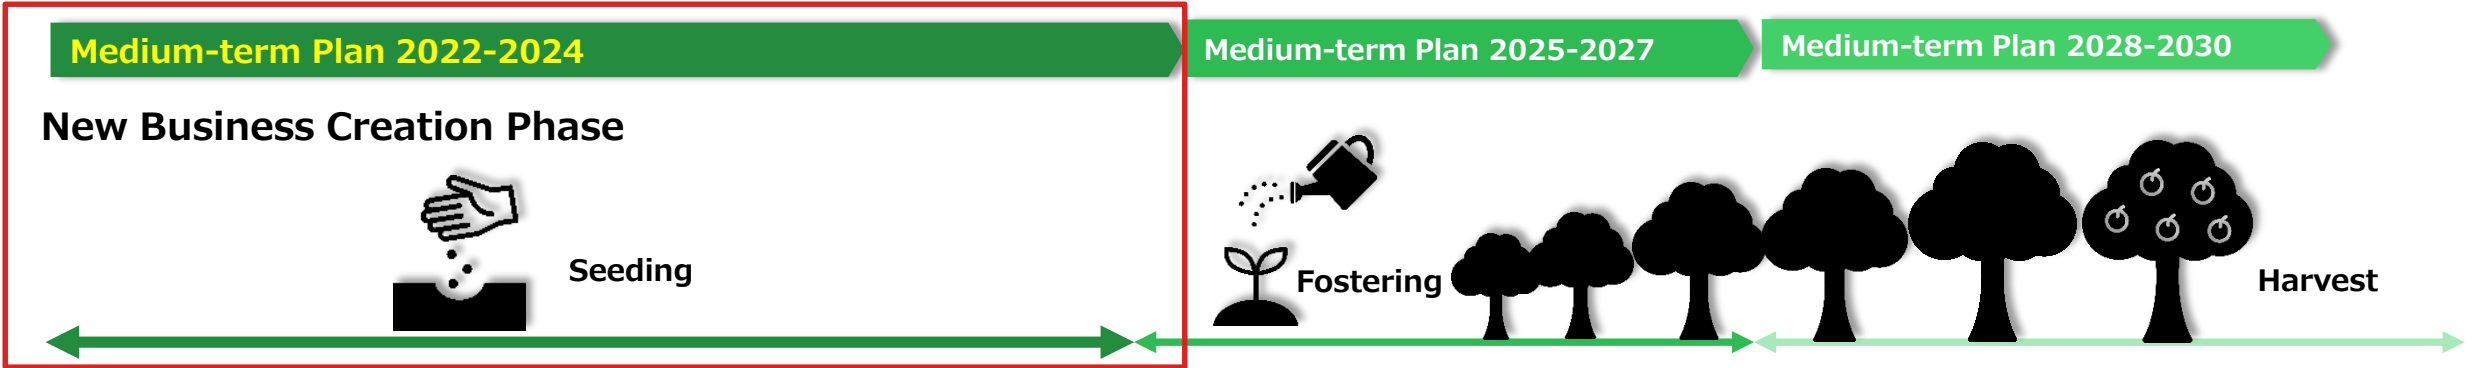 Medium-term Plan 2022-2024
Medium-term Plan 2025-2027
Medium-term Plan 2028-2030
New Business Creation Phase
Seeding
Fostering
Harvest